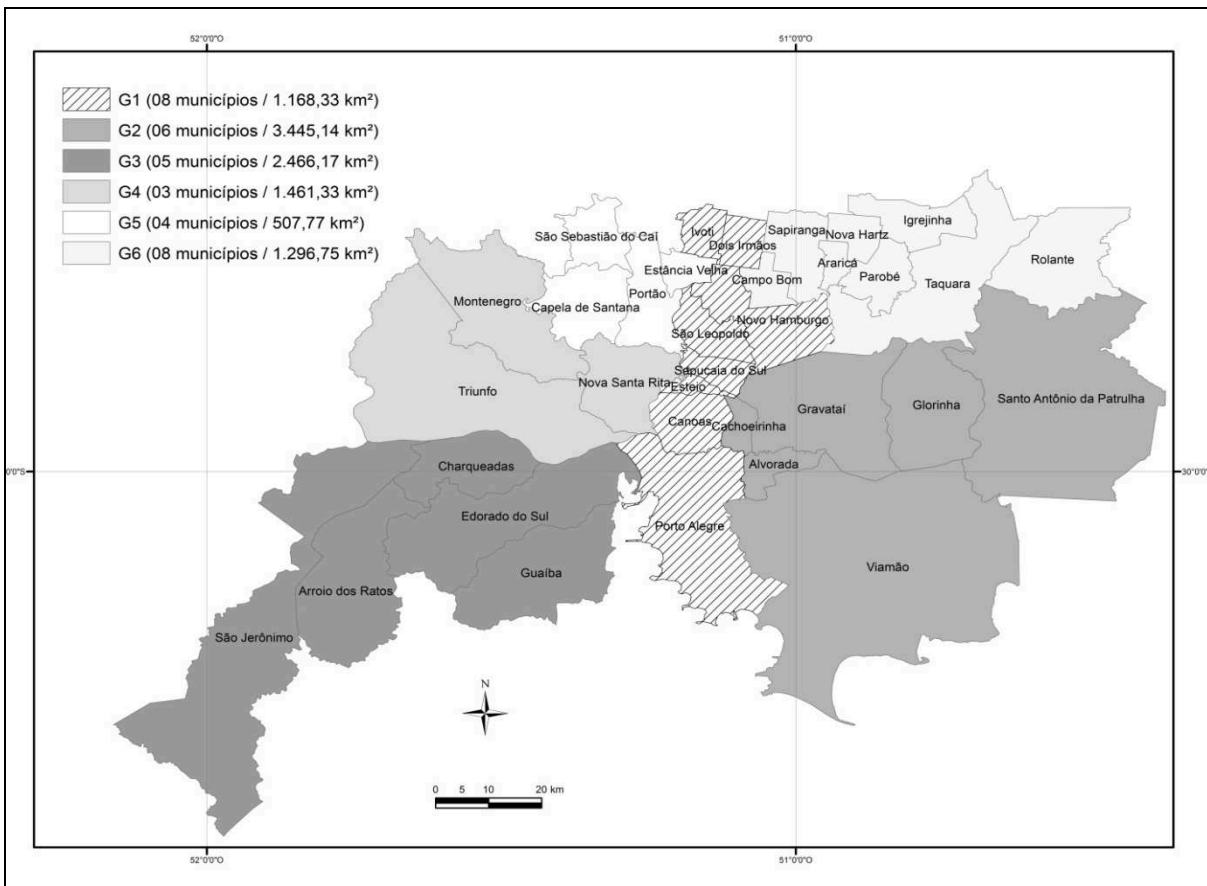 52°0'0"O
51°0'0"O
G1 (08 municípios / 1.168,33 km²)
G2 (06 municípios / 3.445,14 km²)
G3 (05 municípios / 2.466,17 km²)
G4 (03 municípios / 1.461,33 km²)
G5 (04 municípios / 507,77 km²)
G6 (08 municípios / 1.296,75 km²)
São Sebastião do Caí
Ivoti
Dois Irmãos
Sapiranga
Nova Hartz
Igrejinha
Estância Velha
Campo Bom
Araricá
Parobé
Taquara
Rolante
Montenegro
Capela de Santana
Portão
São Leopoldo
Novo Hamburgo
Triunfo
Nova Santa Rita
Sapucaia do Sul
Esteio
Gravataí
Glorinha
Santo Antônio da Patrulha
Canoas
Cachoeirinha
Charqueadas
Alvorada
0'0"S
30°0'0"
Edorado do Sul
Porto Alegre
Guaíba
Viamão
Arroio dos Ratos
São Jerônimo
N
0 5 10 20 km
52°0'0"O
51°0'0"O